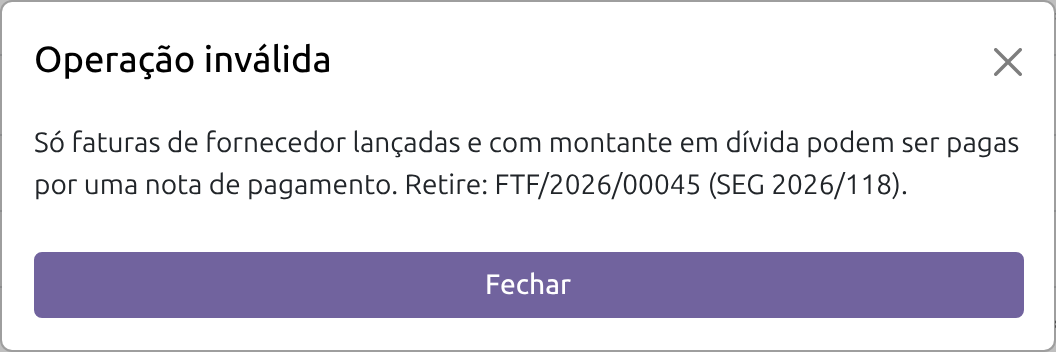 Operação inválida
Só faturas de fornecedor lançadas e com montante em dívida podem ser pagas
por uma nota de pagamento. Retire: FTF/2026/00045 (SEG 2026/118).
Fechar